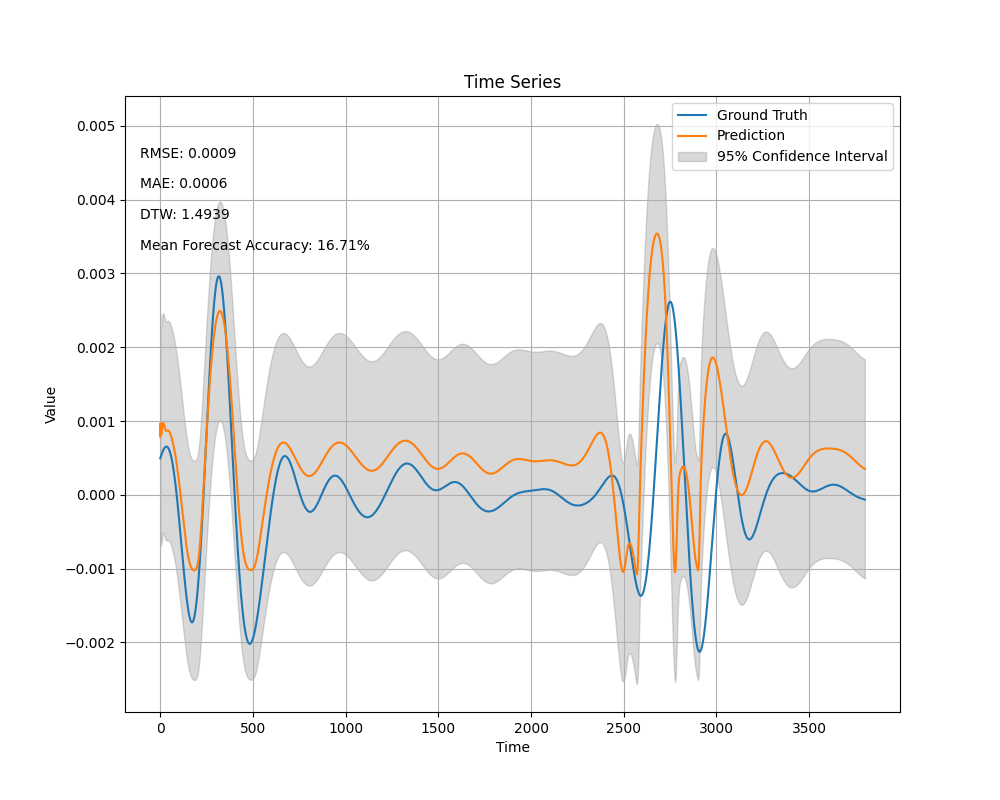 Time Series
Ground Truth
Prediction
95% Confidence Interval
RMSE: 0.0009
MAE: 0.0006
DTW: 1.4939
Mean Forecast Accuracy: 16.71%
Value
0.005
0.004
0.003
0.002
0.001
0.000
−0.001
−0.002
0 500 1000 1500 2000 2500 3000 3500
Time